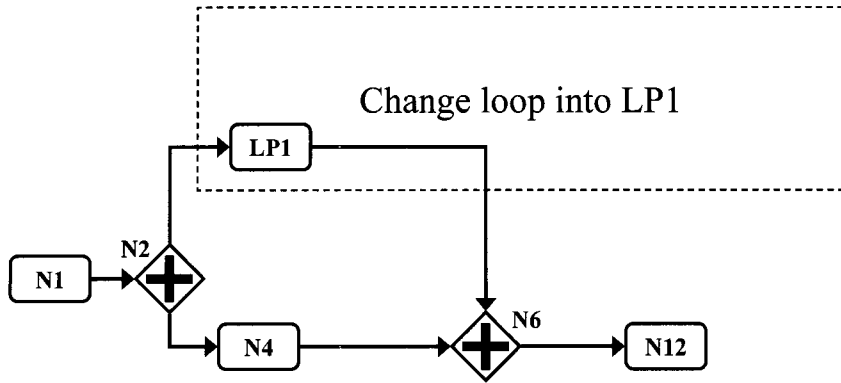 Change loop into LP1
LP1
N2
N1
N6
N4
N12